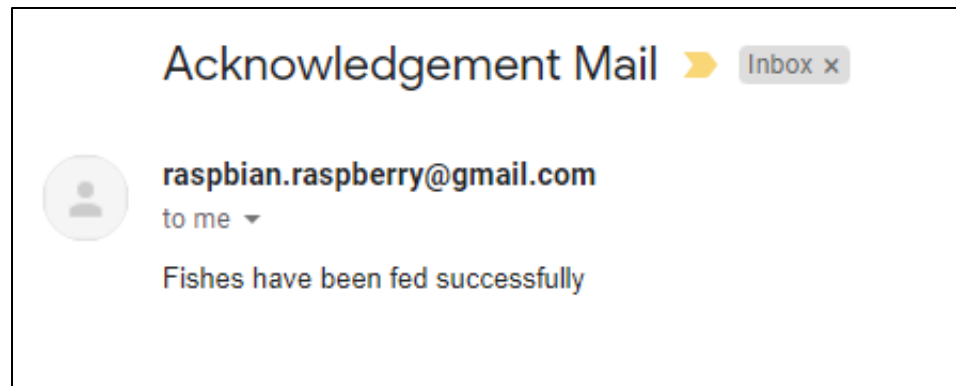 Acknowledgement Mail Inbox ×
raspbian.raspberry@gmail.com
to me
Fishes have been fed successfully